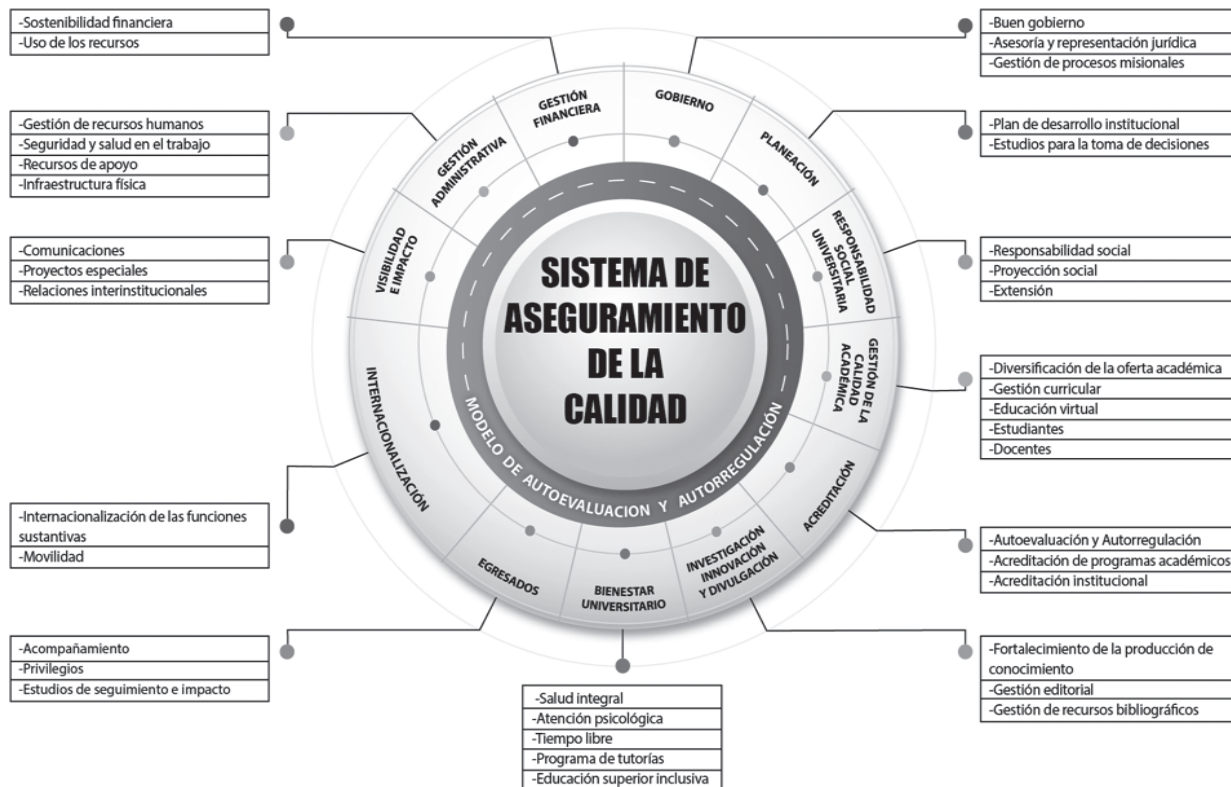 -Sostenibilidad financiera
-Uso de los recursos
-Buen gobierno
-Asesoría y representación jurídica
-Gestión de procesos misionales
-Gestión de recursos humanos
-Seguridad y salud en el trabajo
-Recursos de apoyo
-Infraestructura física
-Plan de desarrollo institucional
-Estudios para la toma de decisiones
-Comunicaciones
-Proyectos especiales
-Relaciones interinstitucionales
-Responsabilidad social
-Proyección social
-Extensión
-Diversificación de la oferta académica
-Gestión curricular
-Educación virtual
-Estudiantes
-Docentes
-Internacionalización de las funciones
sustantivas
-Movilidad
-Autoevaluación y Autorregulación
-Acreditación de programas académicos
-Acreditación institucional
-Acompañamiento
-Privilegios
-Estudios de seguimiento e impacto
-Fortalecimiento de la producción de
conocimiento
-Gestión editorial
-Gestión de recursos bibliográficos
-Salud integral
-Atención psicológica
-Tiempo libre
-Programa de tutorías
-Educación superior inclusiva
GESTIÓN
FINANCIERA
GOBIERNO
PLANEACIÓN
RESPONSABILIDAD
SOCIAL
UNIVERSITARIA
GESTIÓN DE LA
CALIDAD
ACADÉMICA
ACREDITACIÓN
INVESTIGACIÓN
INNOVACIÓN
Y DIVULGACIÓN
BIENESTAR
UNIVERSITARIO
EGRESADOS
INTERNACIONALIZACIÓN
VISIBILIDAD
E IMPACTO
GESTIÓN
ADMINISTRATIVA
SISTEMA DE
ASEGURAMIENTO
DE LA
CALIDAD
MODELO DE AUTOEVALUACION Y AUTORREGULACIÓN